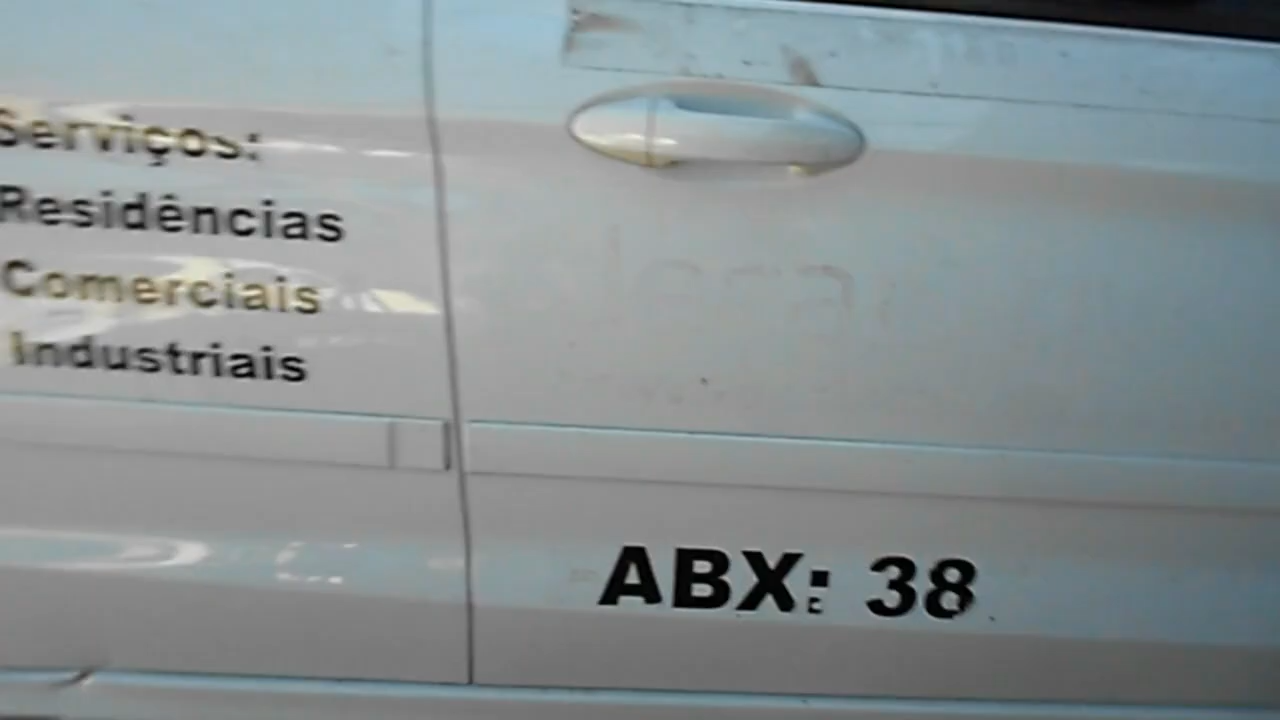 Serviços:
Residências
Comerciais
Industriais
ABX: 38